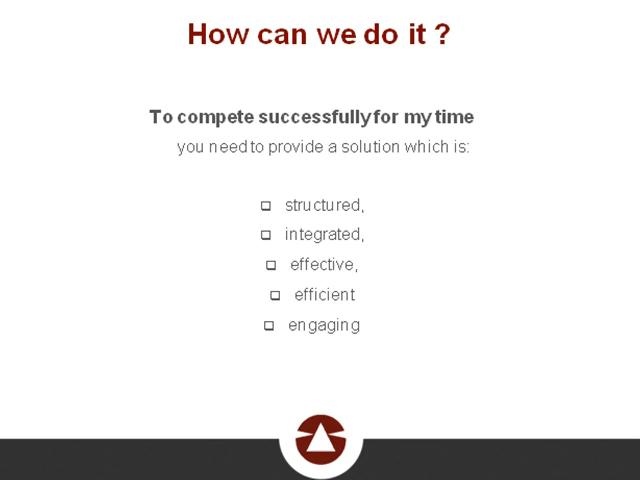 How can we do it ?
To compete successfully for my time
you need to provide a solution which is:
❑ structured,
❑ integrated,
❑ effective,
❑ efficient
❑ engaging